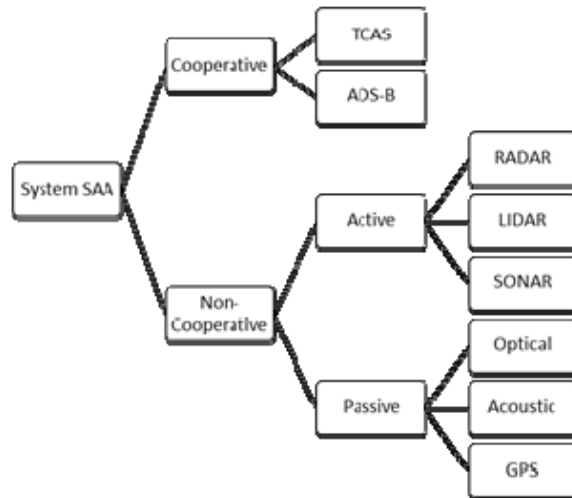 TCAS
Cooperative
ADS-B
RADAR
System SAA
Active
LIDAR
SONAR
Non-
Cooperative
Optical
Passive
Acoustic
GPS